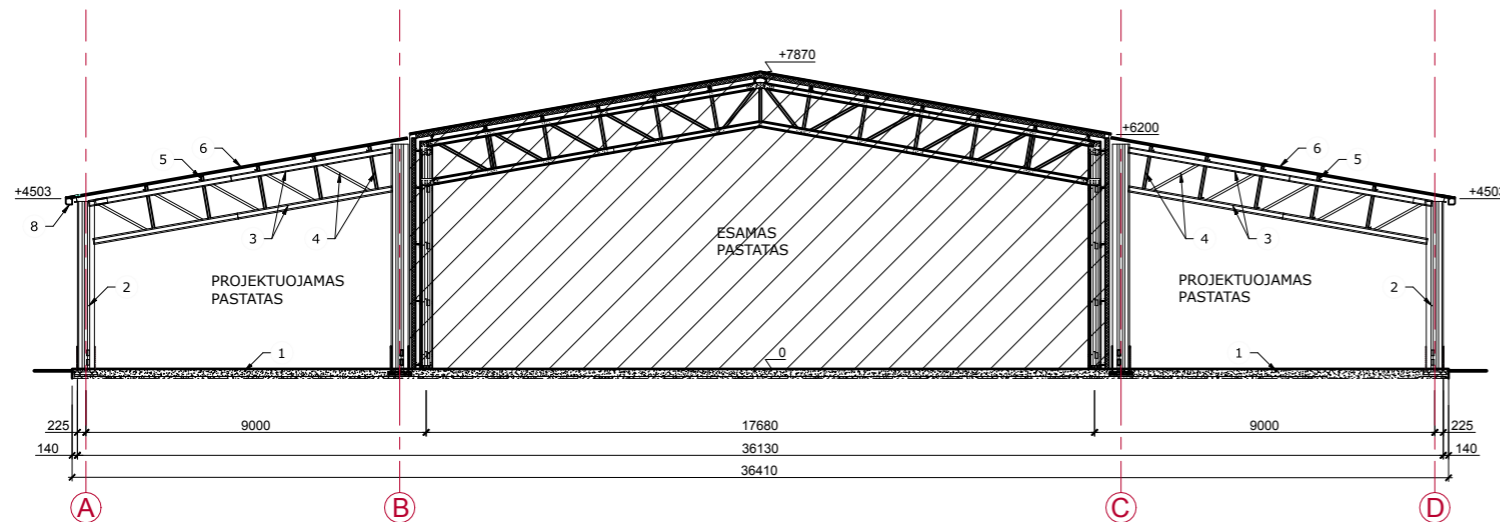 +7870
+6200
6
5
6
5
+4503
+4503
8
3
4
4
3
ESAMAS
PASTATAS
PROJEKTUOJAMAS
PASTATAS
PROJEKTUOJAMAS
PASTATAS
2
2
1
0
1
225
9000
17680
9000
225
140
36130
140
36410
A
B
C
D